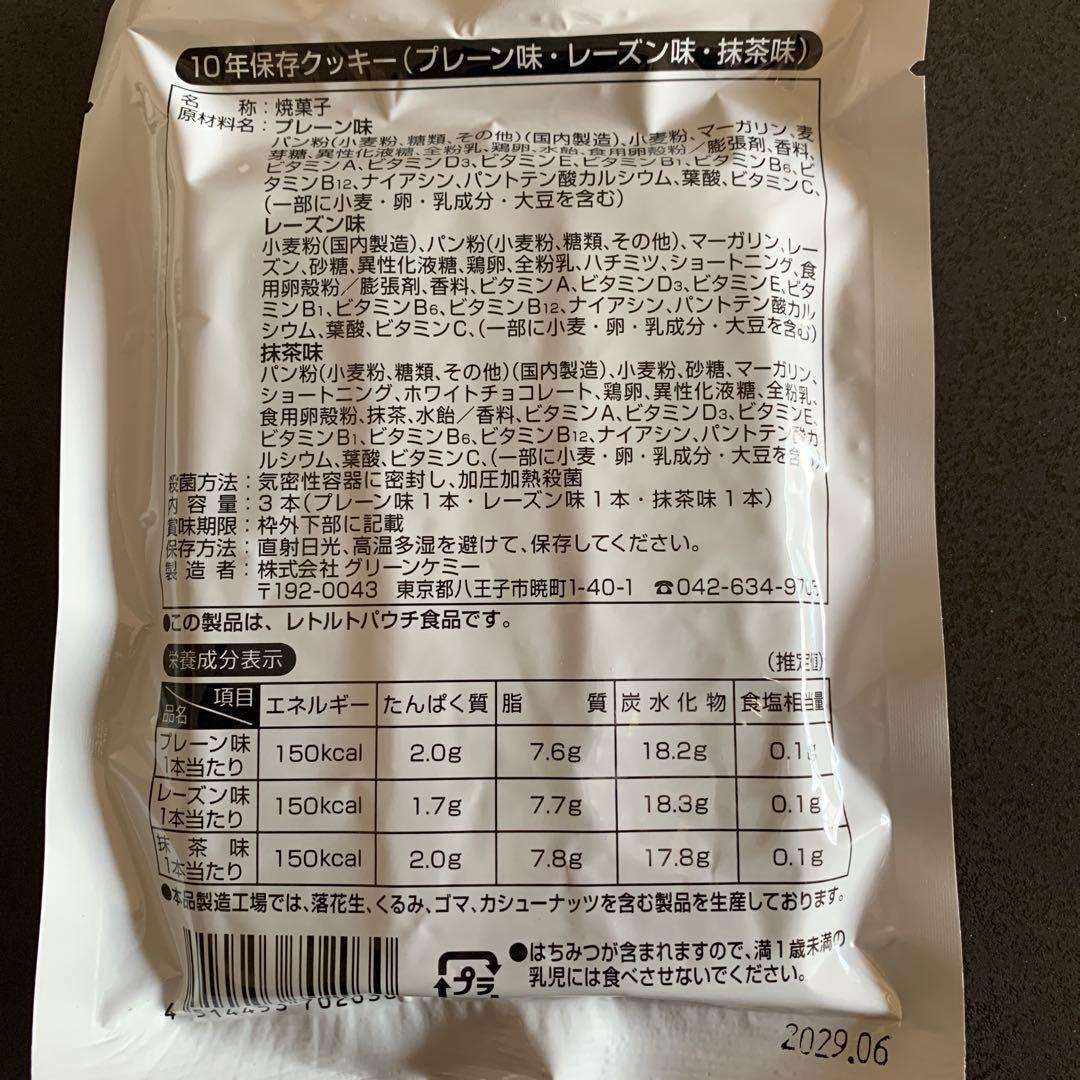 10年保存クッキー(プレーン味・レーズン味・抹茶味)
名称:焼菓子
原材料名:プレーン味
パン粉(小麦粉、糖類、その他)(国内製造)、小麦粉、マーガリン、麦
芽糖、異性化液糖、全粉乳、鶏卵、水飴、食用卵殻粉/膨張剤、香料、
ビタミンA、ビタミンD3、ビタミンE、ビタミンB1、ビタミンB6、ビ
タミンB12、ナイアシン、パントテン酸カルシウム、葉酸、ビタミンC、
(一部に小麦・卵・乳成分・大豆を含む)
レーズン味
小麦粉(国内製造)、パン粉(小麦粉、糖類、その他)、マーガリン、レー
ズン、砂糖、異性化液糖、鶏卵、全粉乳、ハチミツ、ショートニング、食
用卵殻粉/膨張剤、香料、ビタミンA、ビタミンD3、ビタミンE、ビタ
ミンB1、ビタミンB6、ビタミンB12、ナイアシン、パントテン酸カル
シウム、葉酸、ビタミンC、(一部に小麦・卵・乳成分・大豆を含む)
抹茶味
パン粉(小麦粉、糖類、その他)(国内製造)、小麦粉、砂糖、マーガリン、
ショートニング、ホワイトチョコレート、鶏卵、異性化液糖、全粉乳、
食用卵殻粉、抹茶、水飴/香料、ビタミンA、ビタミンD3、ビタミンE、
ビタミンB1、ビタミンB6、ビタミンB12、ナイアシン、パントテン酸カ
ルシウム、葉酸、ビタミンC、(一部に小麦・卵・乳成分・大豆を含む)
殺菌方法:気密性容器に密封し、加圧加熱殺菌
内容量:3本(プレーン味1本・レーズン味1本・抹茶味1本)
賞味期限:枠外下部に記載
保存方法:直射日光、高温多湿を避けて、保存してください。
製造者:株式会社 グリーンケミー
〒192-0043 東京都八王子市暁町1-40-1 ☎042-634-9705
●この製品は、レトルトパウチ食品です。
栄養成分表示 (推定値)
項目 品名 エネルギー たんぱく質 脂質 炭水化物 食塩相当量
プレーン味 1本当たり 150kcal 2.0g 7.6g 18.2g 0.1g
レーズン味 1本当たり 150kcal 1.7g 7.7g 18.3g 0.1g
抹茶味 1本当たり 150kcal 2.0g 7.8g 17.8g 0.1g
●本品製造工場では、落花生、くるみ、ゴマ、カシューナッツを含む製品を生産しております。
プラ
●はちみつが含まれますので、満1歳未満の
乳児には食べさせないでください。
2029.06